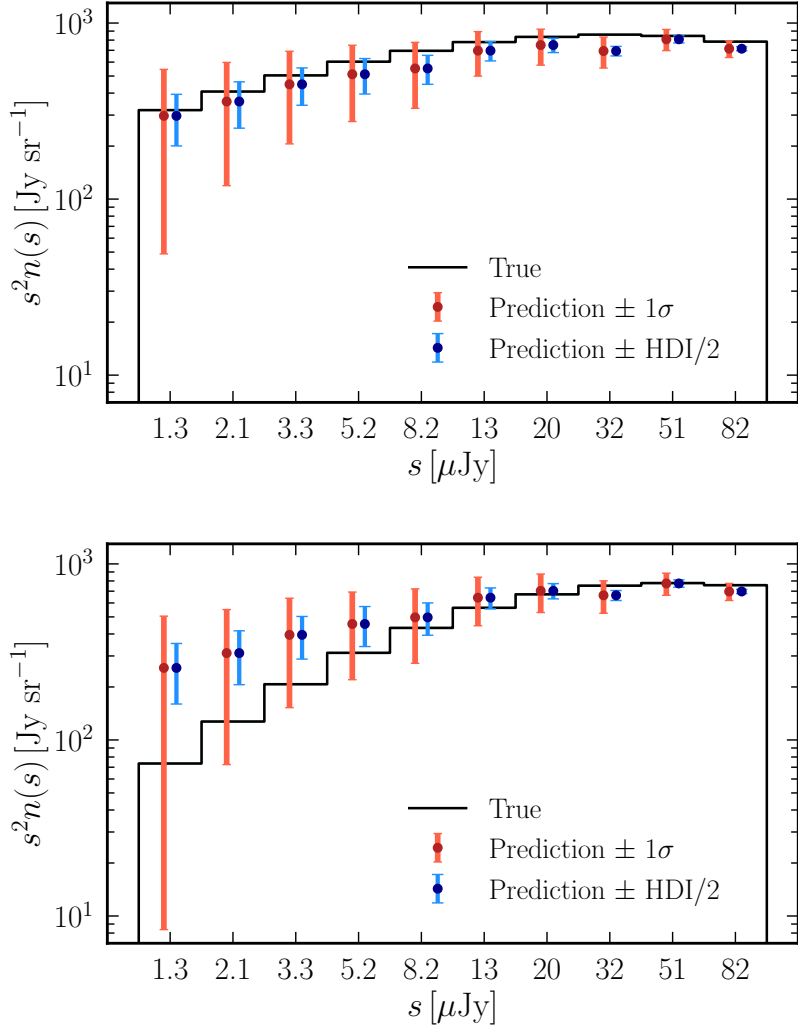 10³
10²
10¹
s²n(s) [Jy sr⁻¹]
True
Prediction ± 1σ
Prediction ± HDI/2
1.3 2.1 3.3 5.2 8.2 13 20 32 51 82
s [μJy]
10³
10²
10¹
s²n(s) [Jy sr⁻¹]
True
Prediction ± 1σ
Prediction ± HDI/2
1.3 2.1 3.3 5.2 8.2 13 20 32 51 82
s [μJy]